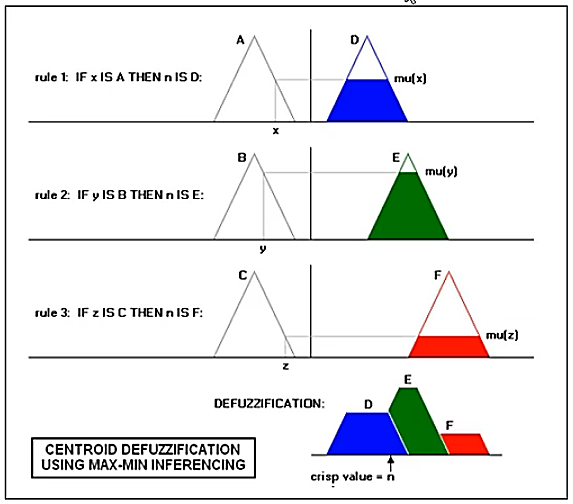 A
D
rule 1: IF x IS A THEN n IS D:
mu(x)
x
B
E
mu(y)
rule 2: IF y IS B THEN n IS E:
y
C
F
rule 3: IF z IS C THEN n IS F:
mu(z)
z
E
DEFUZZIFICATION:
D
F
CENTROID DEFUZZIFICATION
USING MAX-MIN INFERENCING
crisp value = n